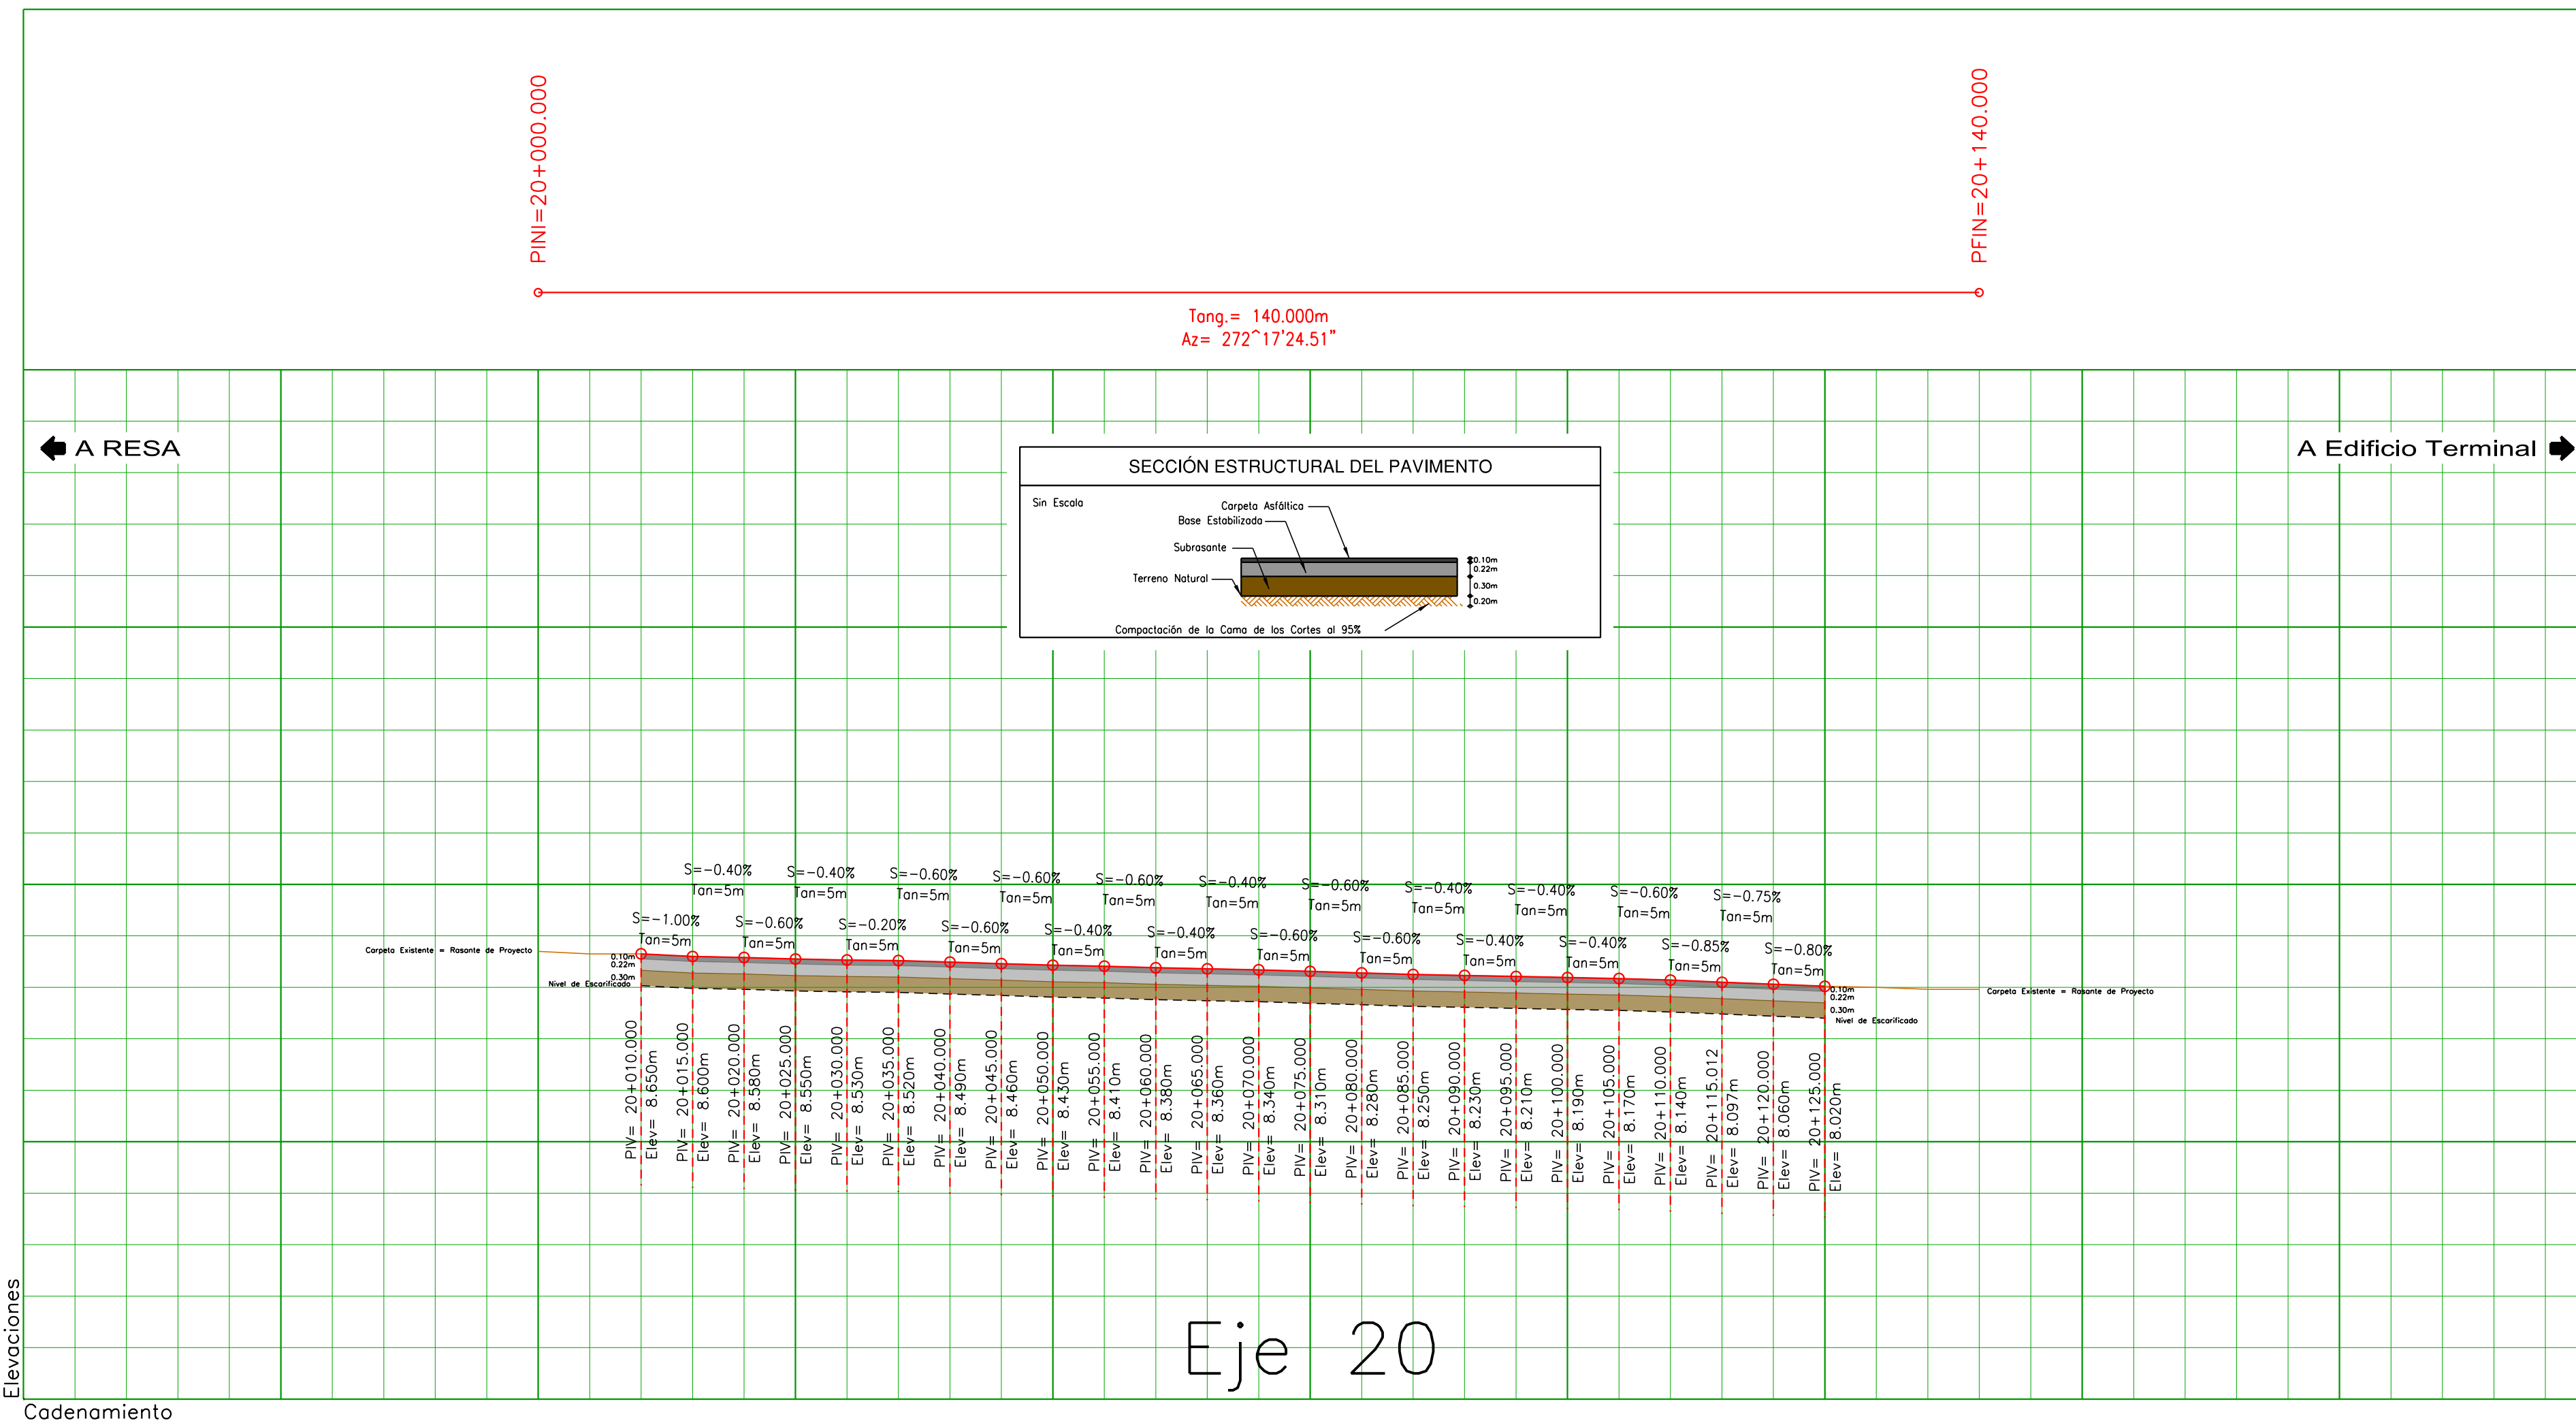 PINI=20+000.000
PFIN=20+140.000
Tang.= 140.000m
Az= 272^17'24.51"
A RESA
A Edificio Terminal
SECCIÓN ESTRUCTURAL DEL PAVIMENTO
Sin Escala
Carpeta Asfáltica
Base Estabilizada
Subrasante
Terreno Natural
0.10m
0.22m
0.30m
0.20m
Compactación de la Cama de los Cortes al 95%
S=-0.40%
Tan=5m
S=-0.40%
Tan=5m
S=-0.60%
Tan=5m
S=-0.60%
Tan=5m
S=-0.60%
Tan=5m
S=-0.40%
Tan=5m
S=-0.60%
Tan=5m
S=-0.40%
Tan=5m
S=-0.40%
Tan=5m
S=-0.60%
Tan=5m
S=-0.75%
Tan=5m
S=-1.00%
Tan=5m
S=-0.60%
Tan=5m
S=-0.20%
Tan=5m
S=-0.60%
Tan=5m
S=-0.40%
Tan=5m
S=-0.40%
Tan=5m
S=-0.60%
Tan=5m
S=-0.60%
Tan=5m
S=-0.40%
Tan=5m
S=-0.40%
Tan=5m
S=-0.85%
Tan=5m
S=-0.80%
Tan=5m
Carpeta Existente = Rasante de Proyecto
0.10m
0.22m
0.30m
Nivel de Escarificado
0.10m
0.22m
0.30m
Carpeta Existente = Rasante de Proyecto
Nivel de Escarificado
PIV= 20+010.000
Elev= 8.650m
PIV= 20+015.000
Elev= 8.600m
PIV= 20+020.000
Elev= 8.580m
PIV= 20+025.000
Elev= 8.550m
PIV= 20+030.000
Elev= 8.530m
PIV= 20+035.000
Elev= 8.520m
PIV= 20+040.000
Elev= 8.490m
PIV= 20+045.000
Elev= 8.460m
PIV= 20+050.000
Elev= 8.430m
PIV= 20+055.000
Elev= 8.410m
PIV= 20+060.000
Elev= 8.380m
PIV= 20+065.000
Elev= 8.360m
PIV= 20+070.000
Elev= 8.340m
PIV= 20+075.000
Elev= 8.310m
PIV= 20+080.000
Elev= 8.280m
PIV= 20+085.000
Elev= 8.250m
PIV= 20+090.000
Elev= 8.230m
PIV= 20+095.000
Elev= 8.210m
PIV= 20+100.000
Elev= 8.190m
PIV= 20+105.000
Elev= 8.170m
PIV= 20+110.000
Elev= 8.140m
PIV= 20+115.012
Elev= 8.097m
PIV= 20+120.000
Elev= 8.060m
PIV= 20+125.000
Elev= 8.020m
Elevaciones
Eje 20
Cadenamiento